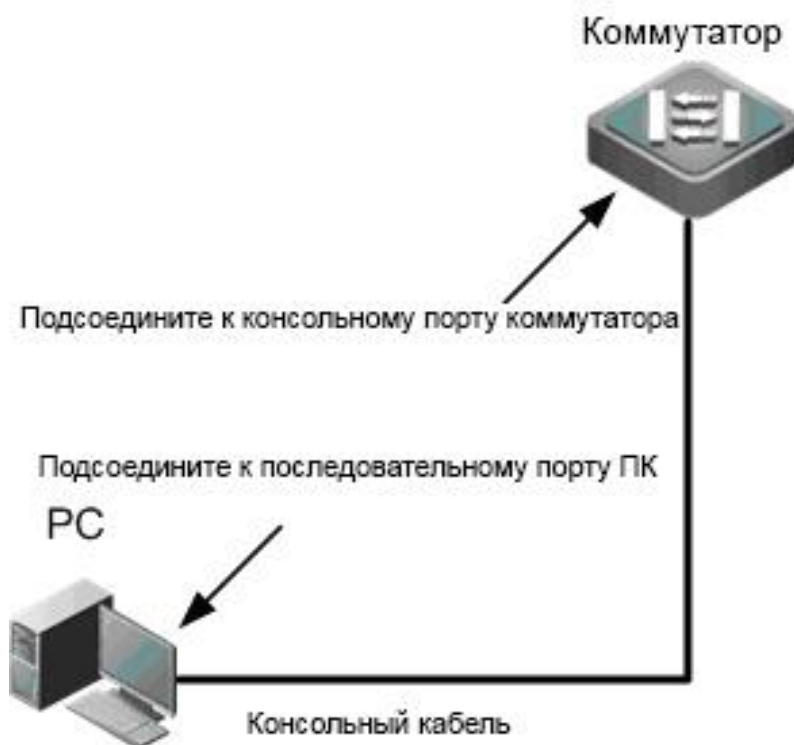 Коммутатор
Подсоедините к консольному порту коммутатора
Подсоедините к последовательному порту ПК
PC
Консольный кабель